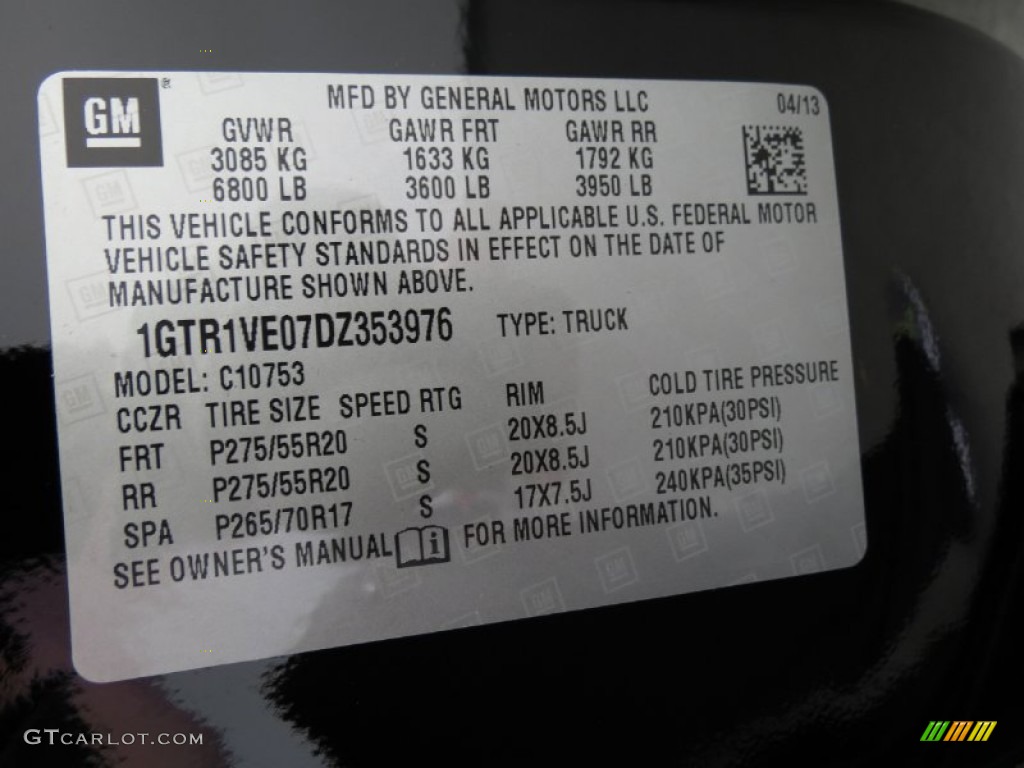 GM ® MFD BY GENERAL MOTORS LLC 04/13
GVWR GAWR FRT GAWR RR
3085 KG 1633 KG 1792 KG
6800 LB 3600 LB 3950 LB
THIS VEHICLE CONFORMS TO ALL APPLICABLE U.S. FEDERAL MOTOR
VEHICLE SAFETY STANDARDS IN EFFECT ON THE DATE OF
MANUFACTURE SHOWN ABOVE.
1GTR1VE07DZ353976 TYPE: TRUCK
MODEL: C10753
CCZR TIRE SIZE SPEED RTG RIM COLD TIRE PRESSURE
FRT P275/55R20 S 20X8.5J 210KPA(30PSI)
RR P275/55R20 S 20X8.5J 210KPA(30PSI)
SPA P265/70R17 S 17X7.5J 240KPA(35PSI)
SEE OWNER'S MANUAL i FOR MORE INFORMATION.
GTCARLOT.COM